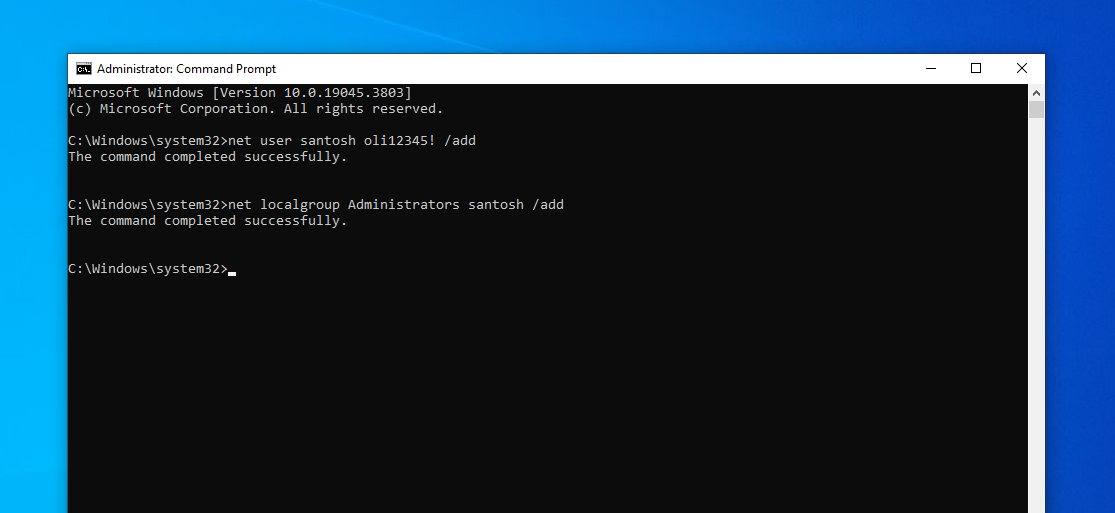 Administrator: Command Prompt
Microsoft Windows [Version 10.0.19045.3803]
(c) Microsoft Corporation. All rights reserved.
C:\Windows\system32>net user santosh oli12345! /add
The command completed successfully.
C:\Windows\system32>net localgroup Administrators santosh /add
The command completed successfully.
C:\Windows\system32>